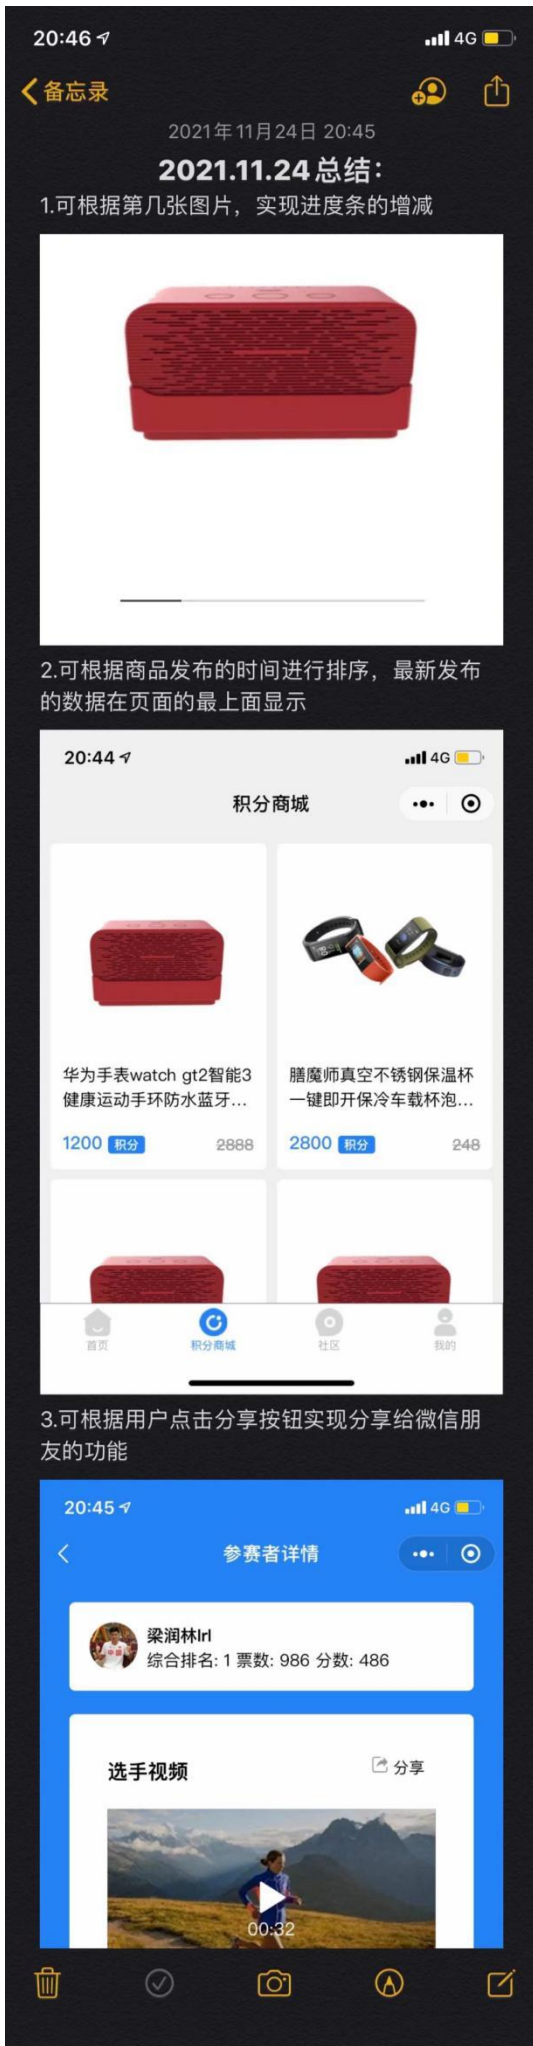 20:46
4G
备忘录
2021年11月24日 20:45
2021.11.24总结：
1.可根据第几张图片，实现进度条的增减
2.可根据商品发布的时间进行排序，最新发布
的数据在页面的最上面显示
20:44
4G
积分商城
华为手表watch gt2智能3
健康运动手环防水蓝牙...
1200 积分 2888
膳魔师真空不锈钢保温杯
一键即开保冷车载杯泡...
2800 积分 248
首页
积分商城
社区
我的
3.可根据用户点击分享按钮实现分享给微信朋
友的功能
20:45
4G
参赛者详情
梁润林lrl
综合排名: 1 票数: 986 分数: 486
选手视频
分享
00:32